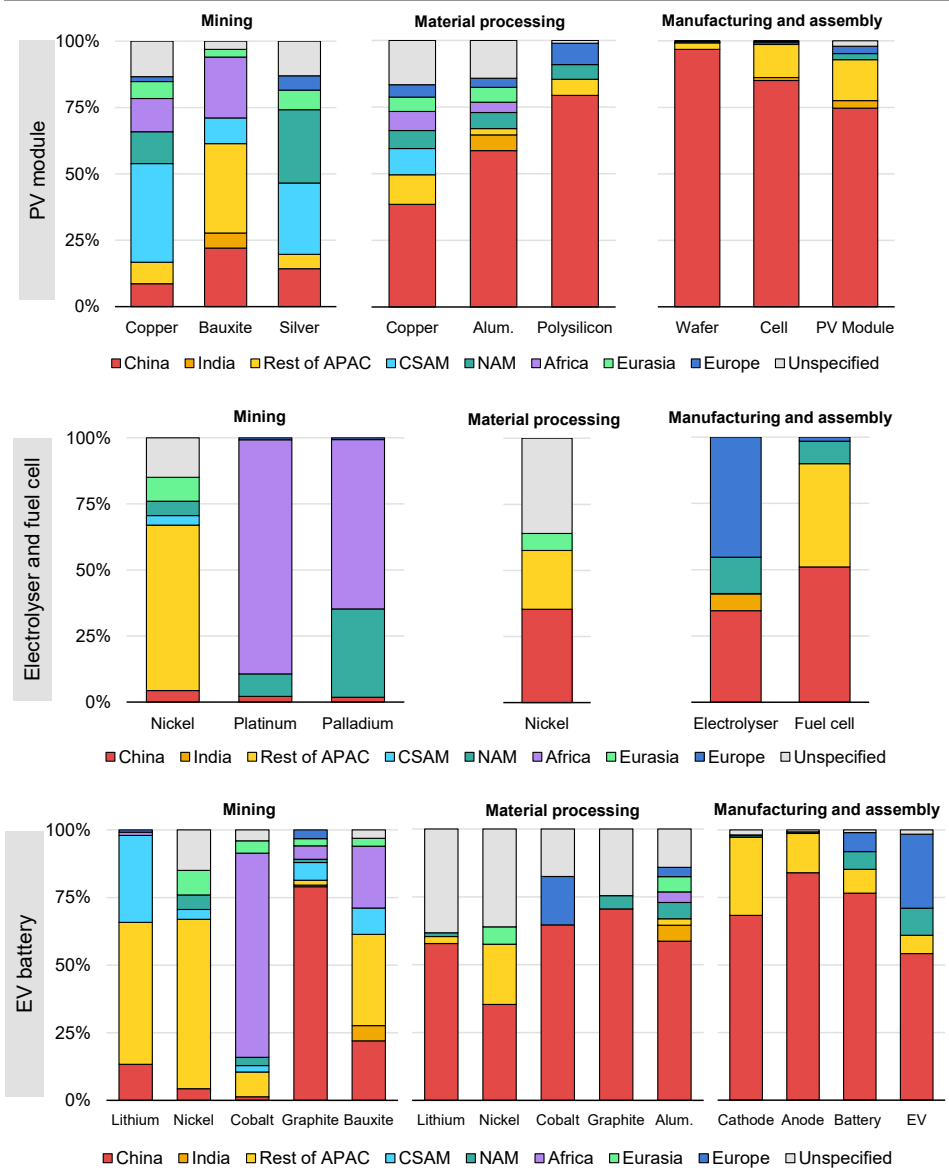 Mining Material processing Manufacturing and assembly
PV module
100%
75%
50%
25%
0%
Copper Bauxite Silver Copper Alum. Polysilicon Wafer Cell PV Module
China India Rest of APAC CSAM NAM Africa Eurasia Europe Unspecified
Mining Material processing Manufacturing and assembly
Electrolyser and fuel cell
100%
75%
50%
25%
0%
Nickel Platinum Palladium Nickel Electrolyser Fuel cell
China India Rest of APAC CSAM NAM Africa Eurasia Europe Unspecified
Mining Material processing Manufacturing and assembly
EV battery
100%
75%
50%
25%
0%
Lithium Nickel Cobalt Graphite Bauxite Lithium Nickel Cobalt Graphite Alum. Cathode Anode Battery EV
China India Rest of APAC CSAM NAM Africa Eurasia Europe Unspecified